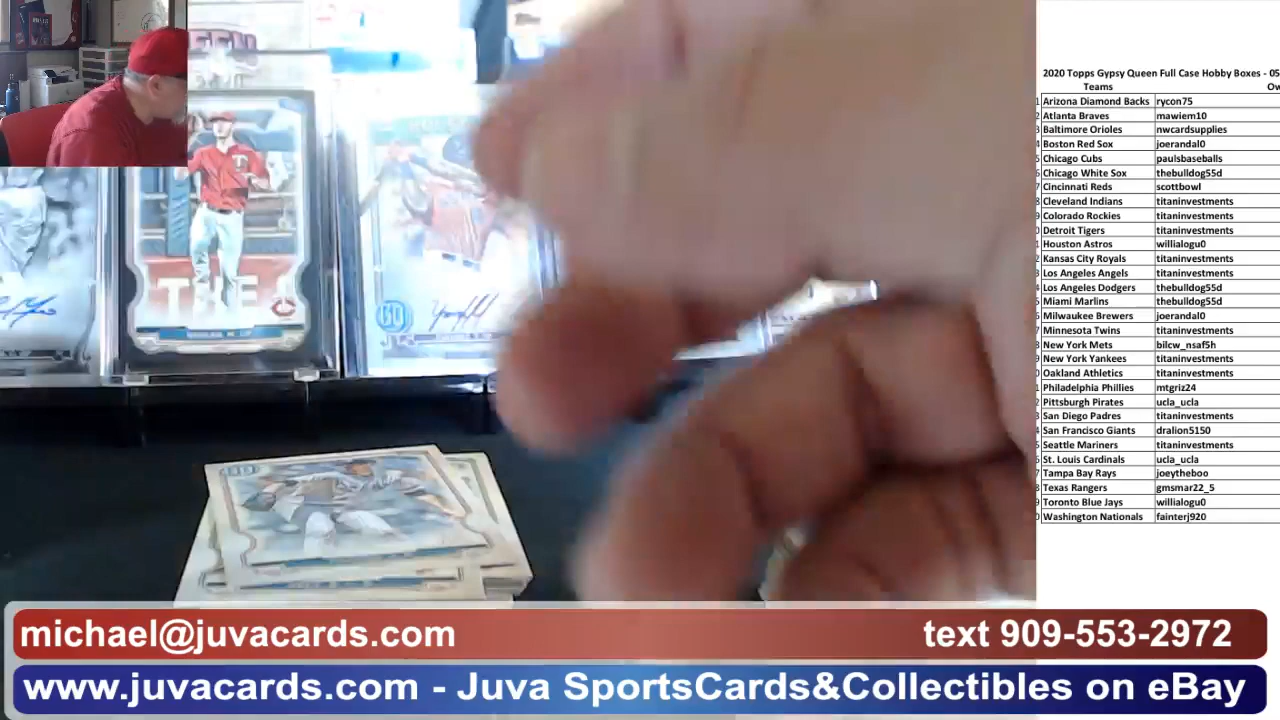 2020 Topps Gypsy Queen Full Case Hobby Boxes - 05
Teams Ow
Arizona Diamond Backs rycon75
Atlanta Braves mawiem10
Baltimore Orioles nwcardsupplies
Boston Red Sox joerandal0
Chicago Cubs paulsbaseballs
Chicago White Sox thebulldog55d
Cincinnati Reds scottbowl
Cleveland Indians titaninvestments
Colorado Rockies titaninvestments
Detroit Tigers titaninvestments
Houston Astros willialogu0
Kansas City Royals titaninvestments
Los Angeles Angels titaninvestments
Los Angeles Dodgers thebulldog55d
Miami Marlins thebulldog55d
Milwaukee Brewers joerandal0
Minnesota Twins titaninvestments
New York Mets bilcw_nsaf5h
New York Yankees titaninvestments
Oakland Athletics titaninvestments
Philadelphia Phillies mtgriz24
Pittsburgh Pirates ucla_ucla
San Diego Padres titaninvestments
San Francisco Giants dralion5150
Seattle Mariners titaninvestments
St. Louis Cardinals ucla_ucla
Tampa Bay Rays joeytheboo
Texas Rangers gmsmar22_5
Toronto Blue Jays willialogu0
Washington Nationals fainterj920
THE
GQ
michael@juvacards.com text 909-553-2972
www.juvacards.com - Juva SportsCards&Collectibles on eBay